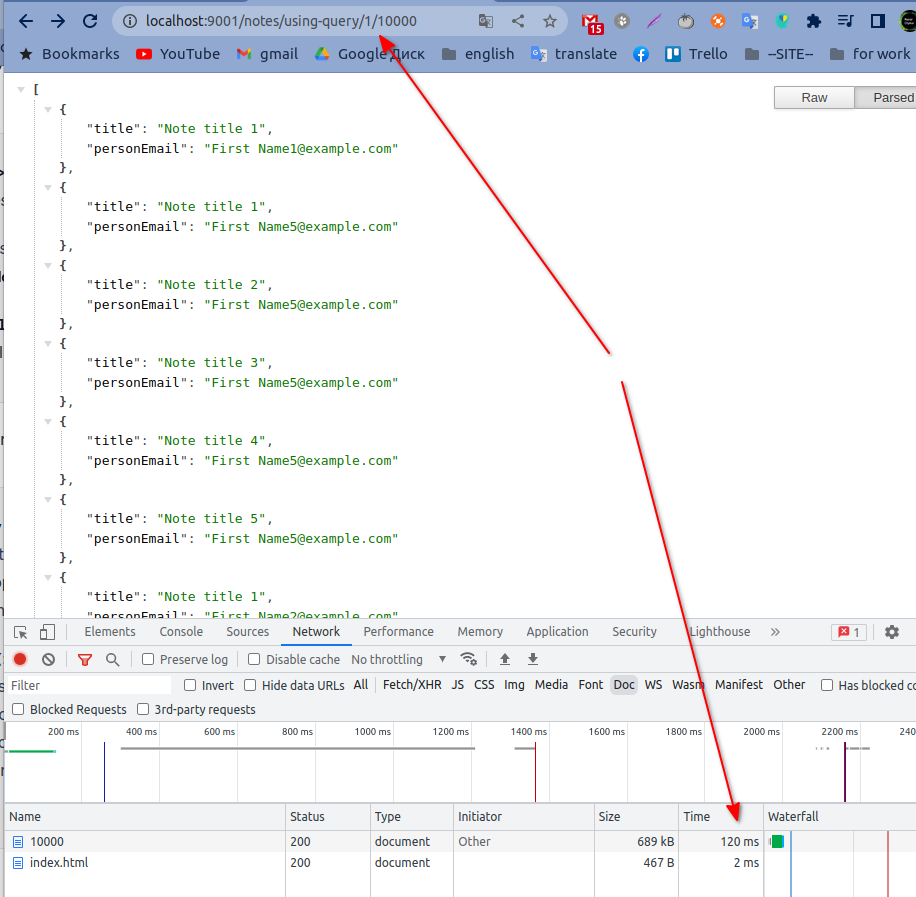 localhost:9001/notes/using-query/1/10000
15
Bookmarks YouTube gmail Google Диск english translate Trello --SITE-- for work
[
{
"title": "Note title 1",
"personEmail": "First Name1@example.com"
},
{
"title": "Note title 1",
"personEmail": "First Name5@example.com"
},
{
"title": "Note title 2",
"personEmail": "First Name5@example.com"
},
{
"title": "Note title 3",
"personEmail": "First Name5@example.com"
},
{
"title": "Note title 4",
"personEmail": "First Name5@example.com"
},
{
"title": "Note title 5",
"personEmail": "First Name5@example.com"
},
{
"title": "Note title 1",
"personEmail": "First Name2@example.com"
Raw Parsed
Elements Console Sources Network Performance Memory Application Security Lighthouse » 1
Preserve log Disable cache No throttling
Filter Invert Hide data URLs All Fetch/XHR JS CSS Img Media Font Doc WS Wasm Manifest Other Has blocked co
Blocked Requests 3rd-party requests
200 ms 400 ms 600 ms 800 ms 1000 ms 1200 ms 1400 ms 1600 ms 1800 ms 2000 ms 2200 ms 240
Name Status Type Initiator Size Time Waterfall
10000 200 document Other 689 kB 120 ms
index.html 200 document 467 B 2 ms